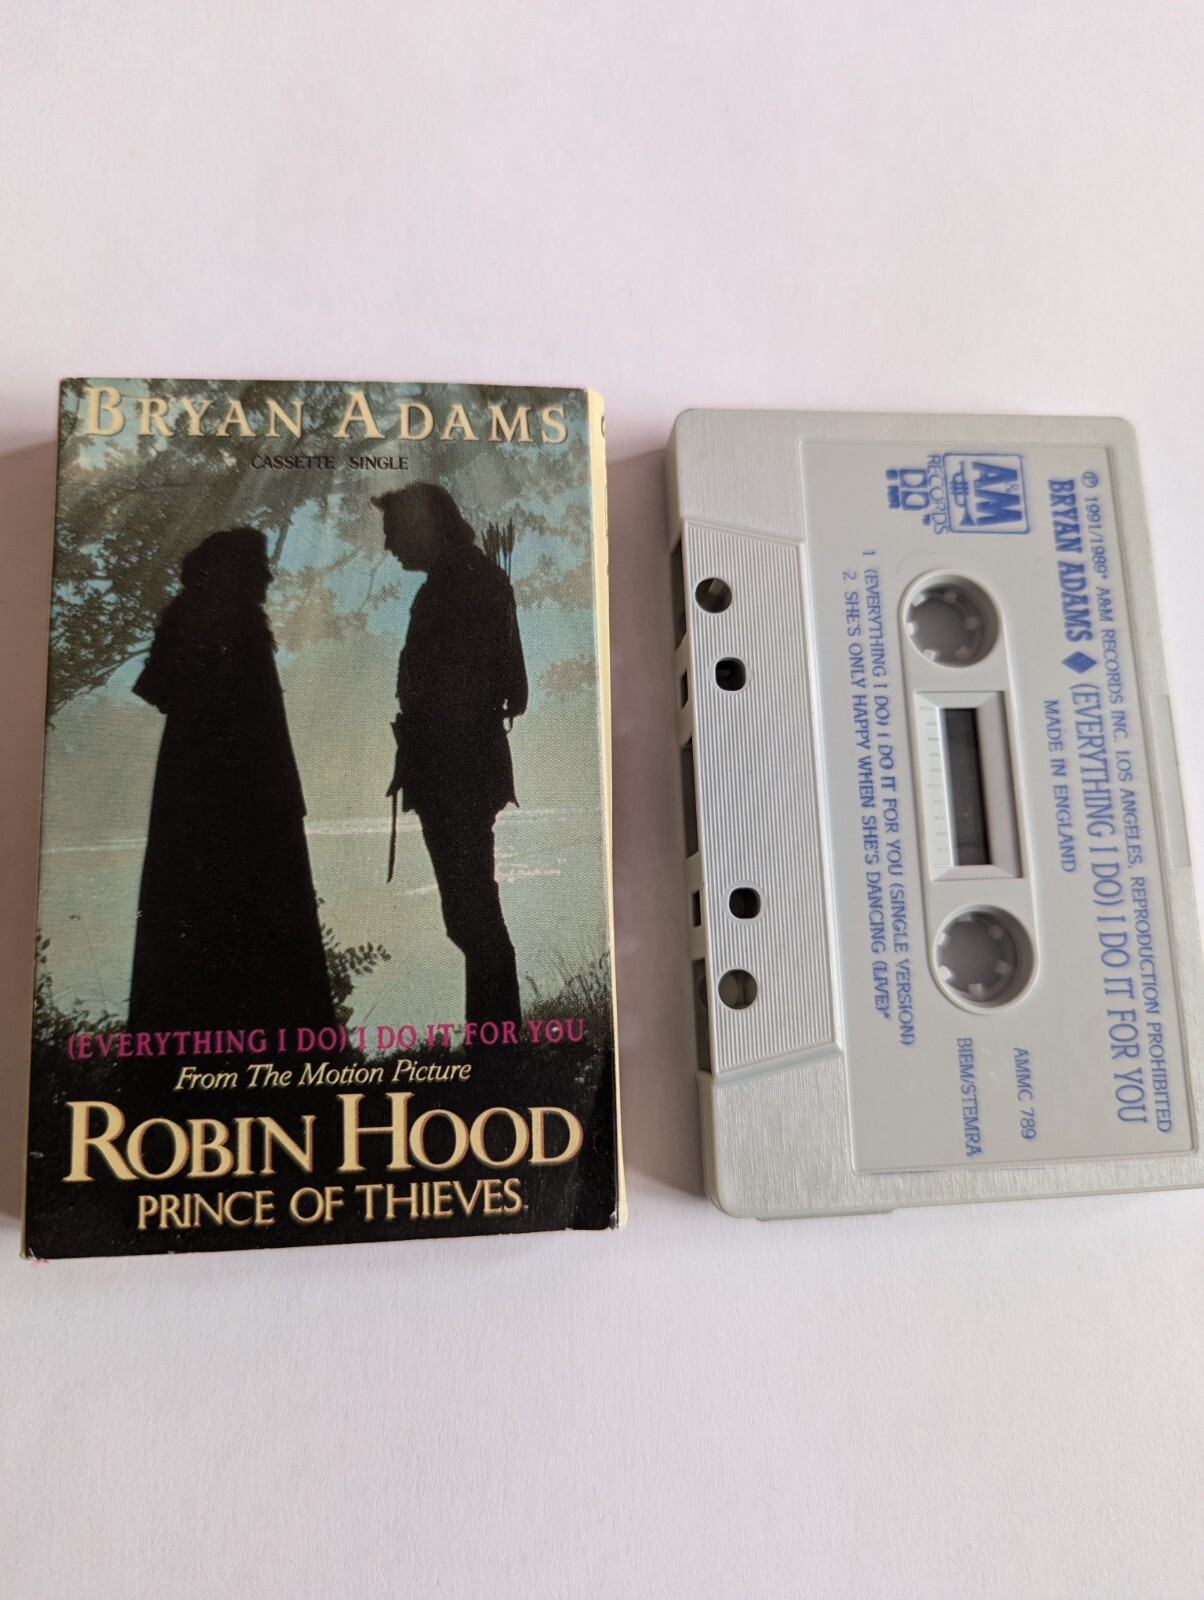 BRYAN ADAMS
CASSETTE SINGLE
(EVERYTHING I DO) I DO IT FOR YOU
From The Motion Picture
ROBIN HOOD
PRINCE OF THIEVES
℗ 1991/1989* A&M RECORDS INC. LOS ANGELES, REPRODUCTION PROHIBITED
BRYAN ADAMS ◆ (EVERYTHING I DO) I DO IT FOR YOU
MADE IN ENGLAND
A&M
RECORDS™
AMMC 789
BIEM/STEMRA
1 (EVERYTHING I DO) I DO IT FOR YOU (SINGLE VERSION)
2. SHE'S ONLY HAPPY WHEN SHE'S DANCING (LIVE)*